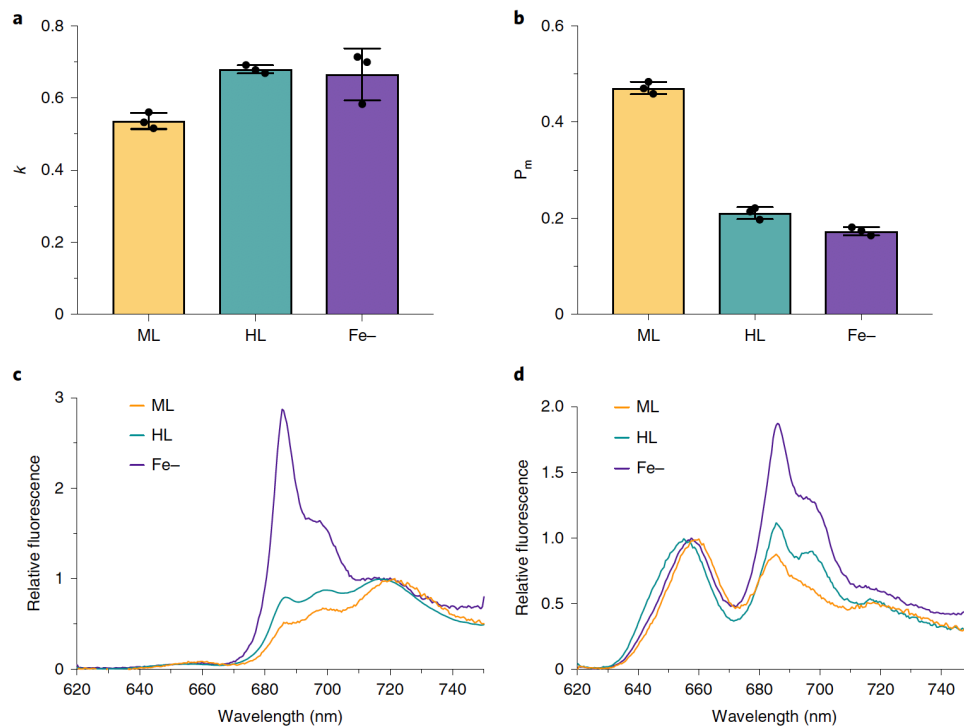 a
0.8
0.6
0.4
0.2
0
k
ML
HL
Fe–
b
0.6
0.4
0.2
0
Pm
ML
HL
Fe–
c
3
2
1
0
Relative fluorescence
ML
HL
Fe–
620 640 660 680 700 720 740
Wavelength (nm)
d
2.0
1.5
1.0
0.5
0
Relative fluorescence
ML
HL
Fe–
620 640 660 680 700 720 740
Wavelength (nm)